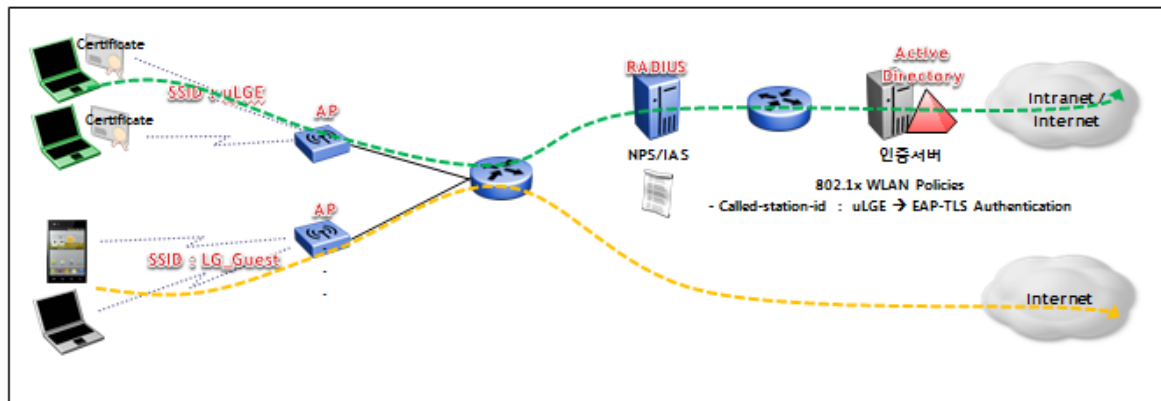 Certificate
SSID : uLGE
Certificate
AP
RADIUS
NPS/IAS
Active
Directory
인증서버
Intranet /
Internet
802.1x WLAN Policies
- Called-station-id : uLGE → EAP-TLS Authentication
AP
SSID : LG_Guest
Internet